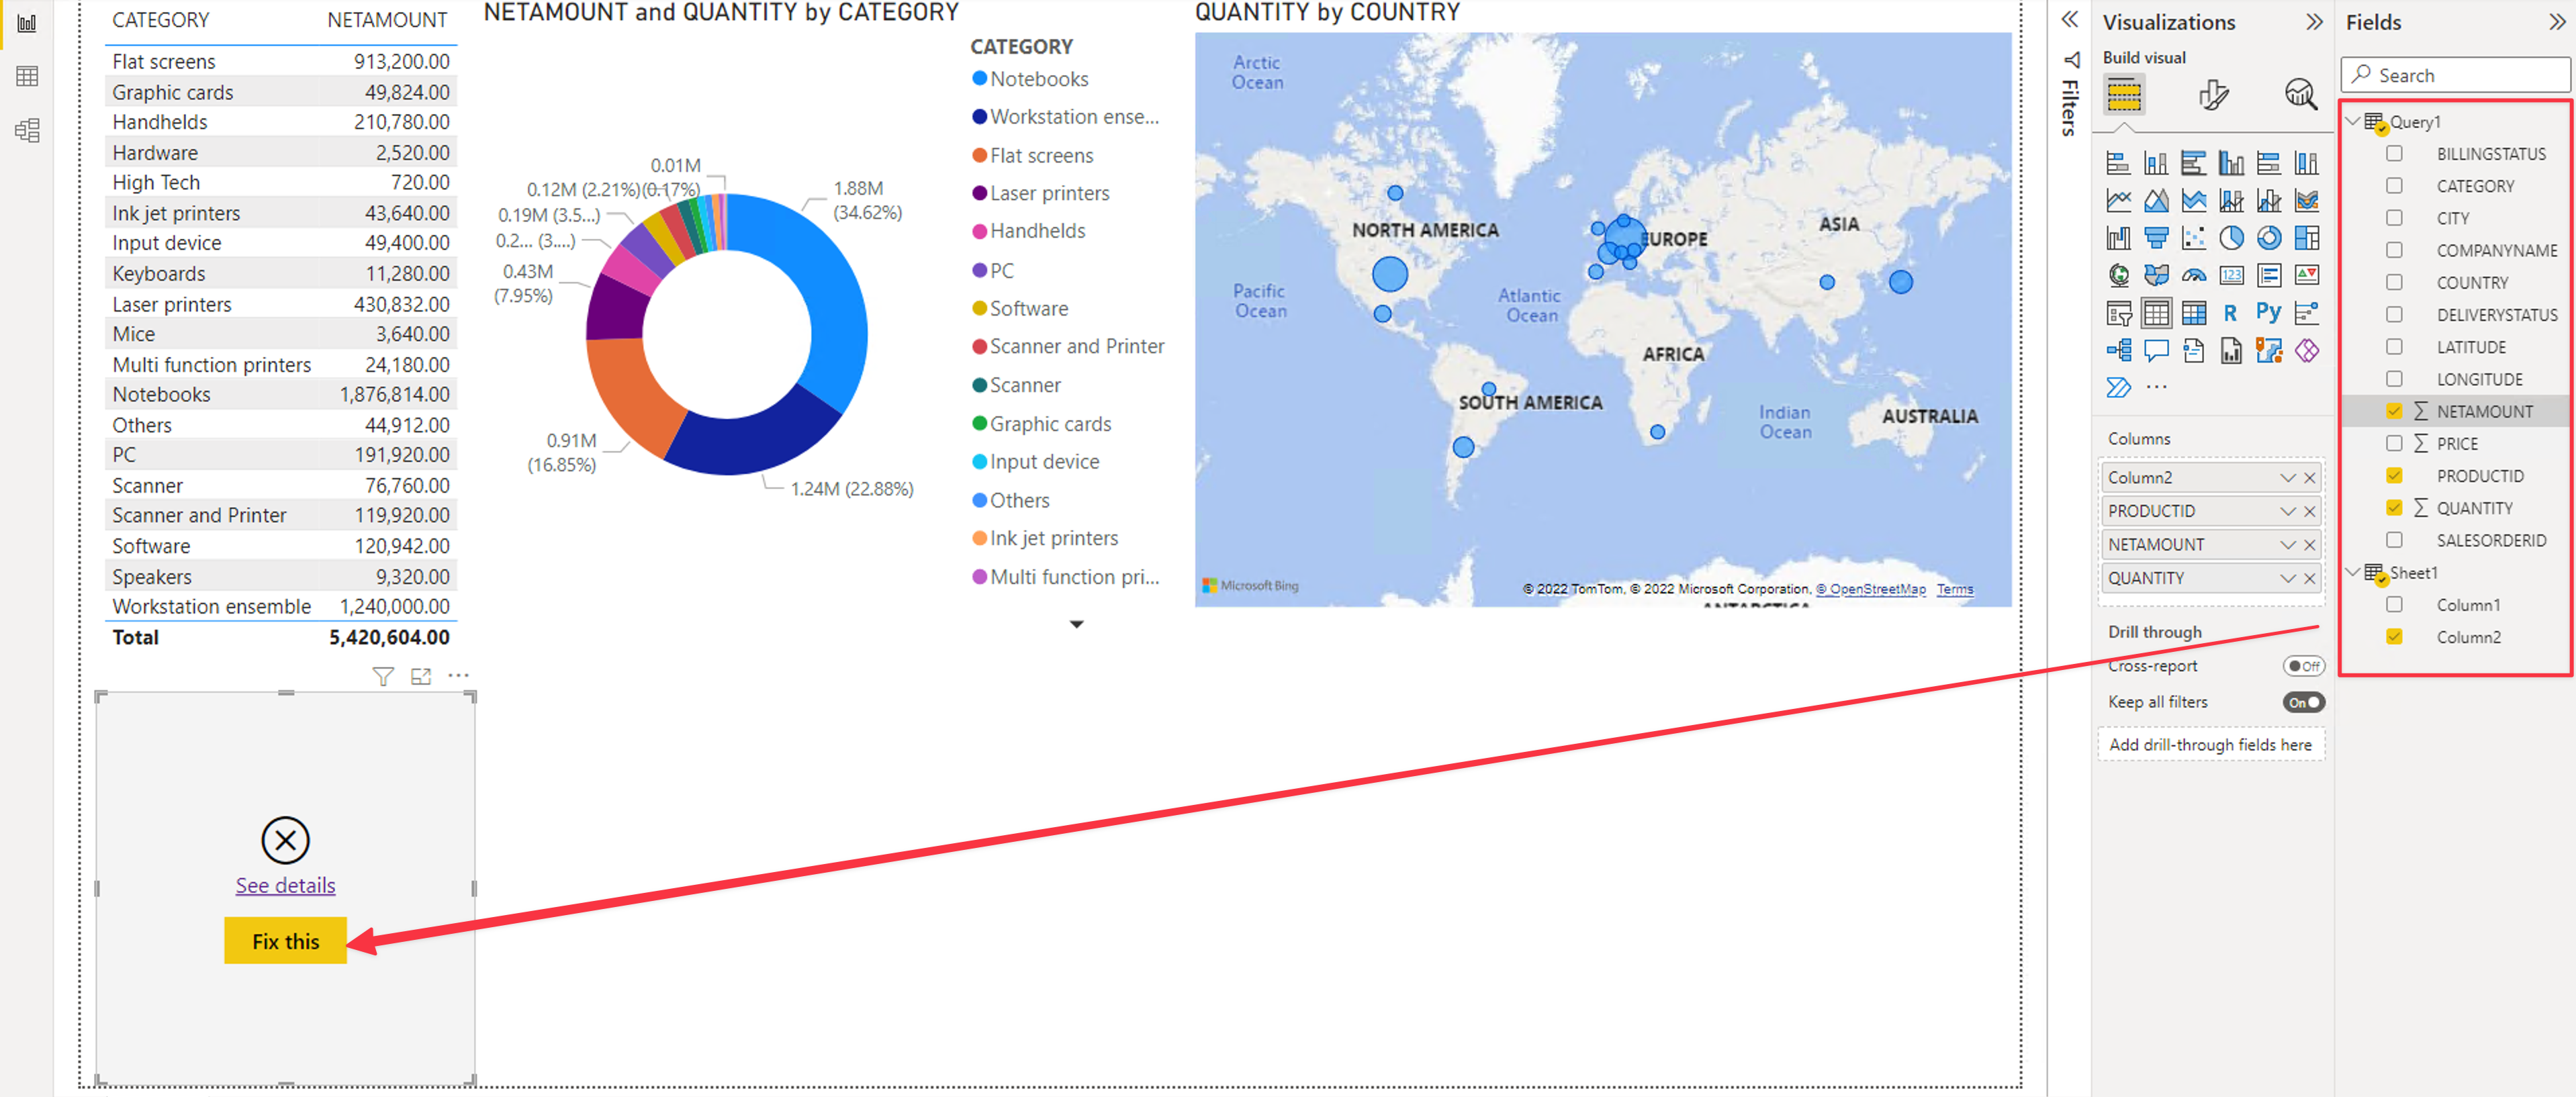 CATEGORY NETAMOUNT
Flat screens 913,200.00
Graphic cards 49,824.00
Handhelds 210,780.00
Hardware 2,520.00
High Tech 720.00
Ink jet printers 43,640.00
Input device 49,400.00
Keyboards 11,280.00
Laser printers 430,832.00
Mice 3,640.00
Multi function printers 24,180.00
Notebooks 1,876,814.00
Others 44,912.00
PC 191,920.00
Scanner 76,760.00
Scanner and Printer 119,920.00
Software 120,942.00
Speakers 9,320.00
Workstation ensemble 1,240,000.00
Total 5,420,604.00
See details
Fix this
NETAMOUNT and QUANTITY by CATEGORY
0.01M
(0.17%)
0.12M (2.21%)
0.19M (3.5...)
0.2... (3....)
0.43M
(7.95%)
0.91M
(16.85%)
1.24M (22.88%)
1.88M
(34.62%)
CATEGORY
Notebooks
Workstation ense...
Flat screens
Laser printers
Handhelds
PC
Software
Scanner and Printer
Scanner
Graphic cards
Input device
Others
Ink jet printers
Multi function pri...
QUANTITY by COUNTRY
Arctic
Ocean
NORTH AMERICA
EUROPE
ASIA
Pacific
Ocean
Atlantic
Ocean
AFRICA
SOUTH AMERICA
Indian
Ocean
AUSTRALIA
Microsoft Bing
© 2022 TomTom, © 2022 Microsoft Corporation, © OpenStreetMap Terms
ANTARCTICA
Filters
Visualizations
Build visual
123
R
Py
Columns
Column2
PRODUCTID
NETAMOUNT
QUANTITY
Drill through
Cross-report Off
Keep all filters On
Add drill-through fields here
Fields
Search
Query1
BILLINGSTATUS
CATEGORY
CITY
COMPANYNAME
COUNTRY
DELIVERYSTATUS
LATITUDE
LONGITUDE
∑ NETAMOUNT
∑ PRICE
PRODUCTID
∑ QUANTITY
SALESORDERID
Sheet1
Column1
Column2